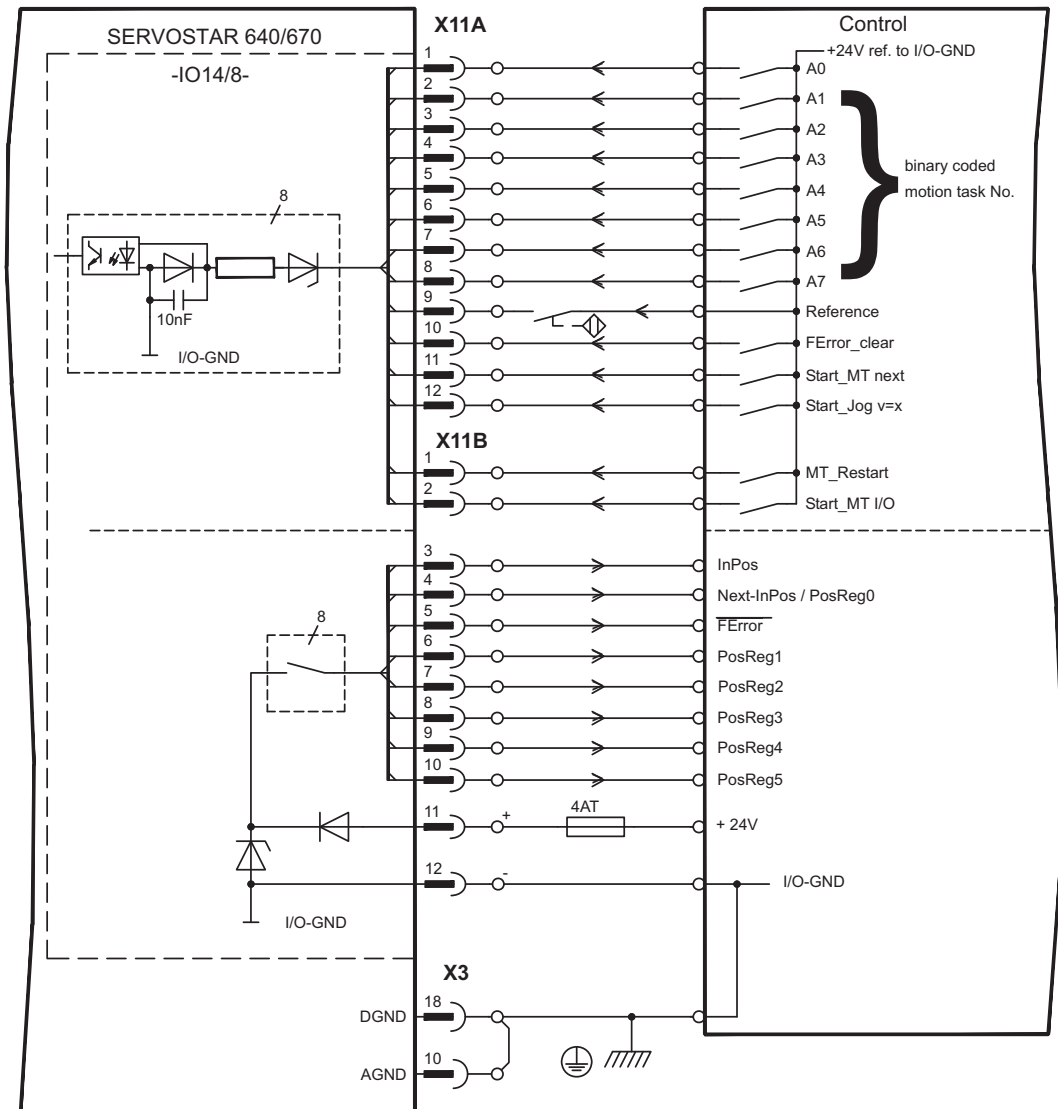 X11A
SERVOSTAR 640/670
-IO14/8-
Control
+24V ref. to I/O-GND
1
A0
2
A1
3
A2
4
A3
5
A4
6
A5
7
A6
8
A7
binary coded
motion task No.
8
10nF
I/O-GND
9
Reference
10
FError_clear
11
Start_MT next
12
Start_Jog v=x
X11B
1
MT_Restart
2
Start_MT I/O
3
InPos
4
Next-InPos / PosReg0
5
FError
6
PosReg1
7
PosReg2
8
PosReg3
9
PosReg4
10
PosReg5
8
11
+
4AT
+ 24V
12
-
I/O-GND
I/O-GND
X3
DGND
18
AGND
10